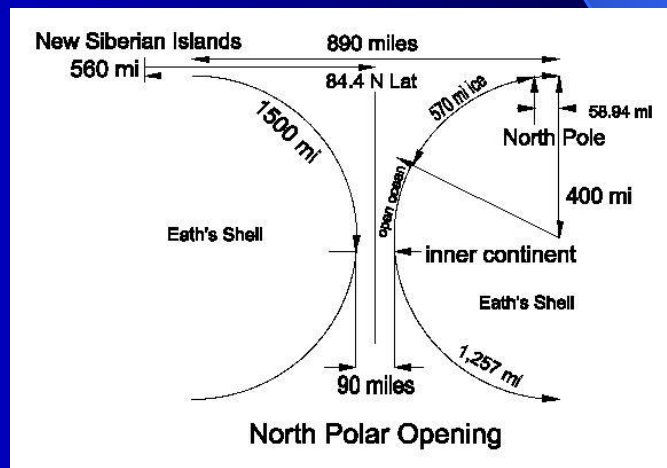 New Siberian Islands
890 miles
560 mi
84.4 N Lat
1500 mi
570 mi ice
58.94 mi
North Pole
open ocean
400 mi
Eath's Shell
inner continent
Eath's Shell
1,257 mi
90 miles
North Polar Opening